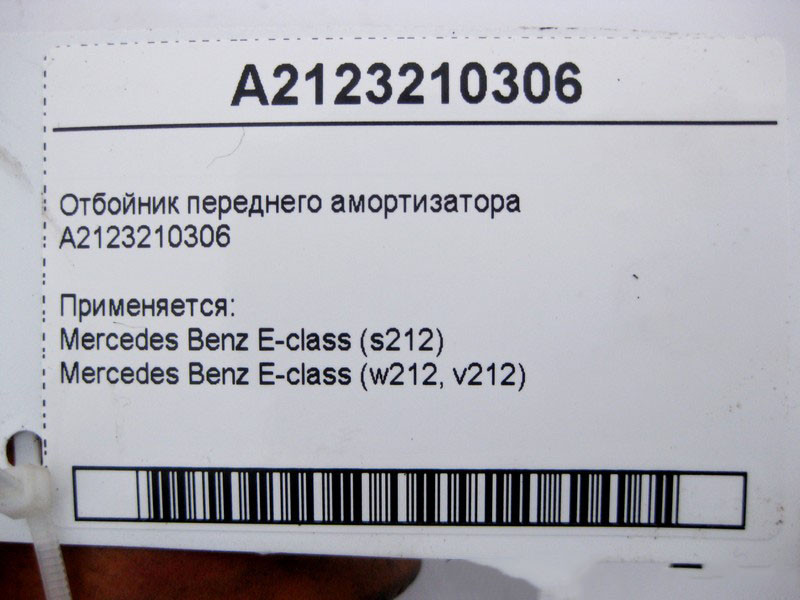 A2123210306
Отбойник переднего амортизатора
A2123210306
Применяется:
Mercedes Benz E-class (s212)
Mercedes Benz E-class (w212, v212)